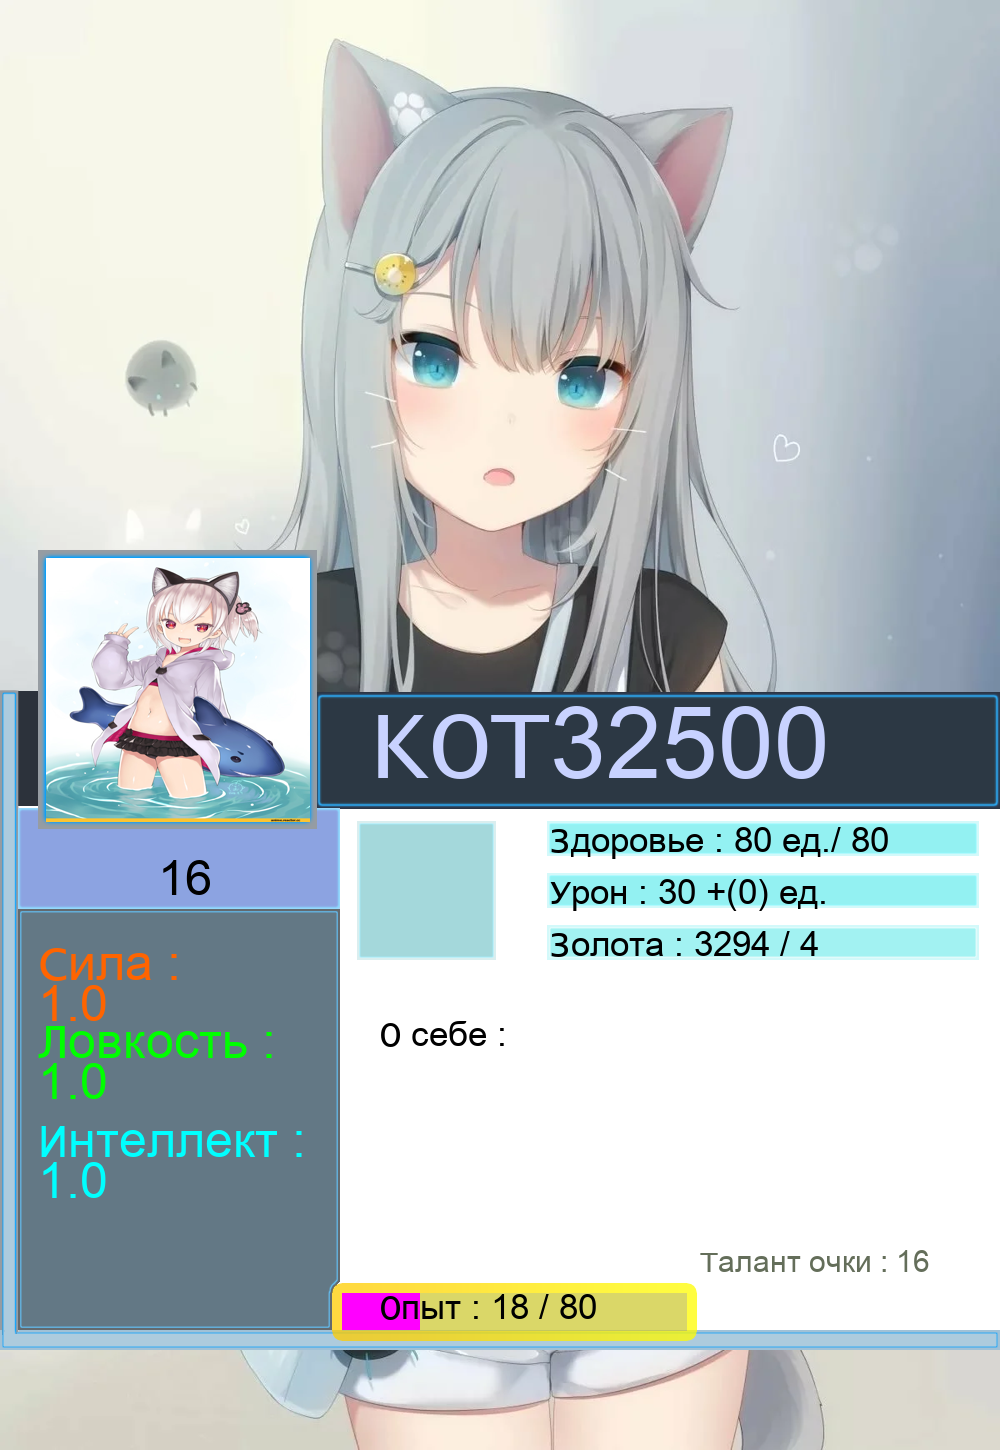 КОТ32500
16
Здоровье : 80 ед./ 80
Урон : 30 +(0) ед.
Золота : 3294 / 4
Сила :
1.0
Ловкость :
1.0
Интеллект :
1.0
О себе :
Талант очки : 16
Опыт : 18 / 80